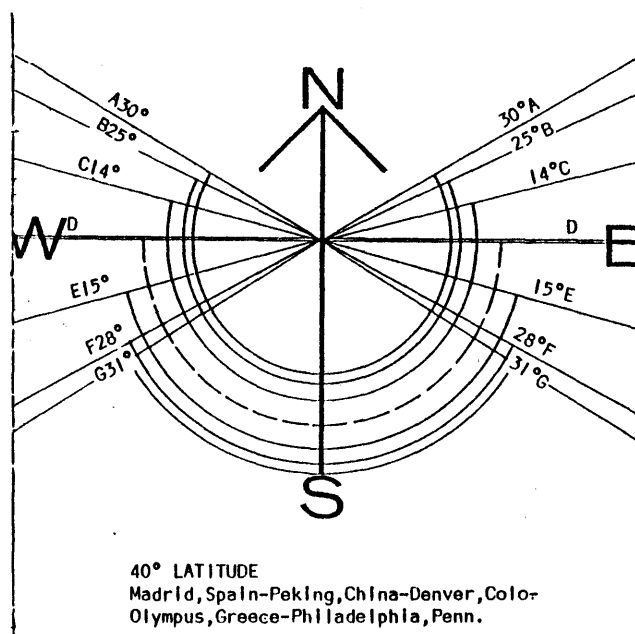 N
A30°
30°A
B25°
25°B
C14°
14°C
W
D
D
E
E15°
15°E
F28°
28°F
G31°
31°G
S
40° LATITUDE
Madrid,Spain-Peking,China-Denver,Colo-
Olympus,Greece-Philadelphia,Penn.